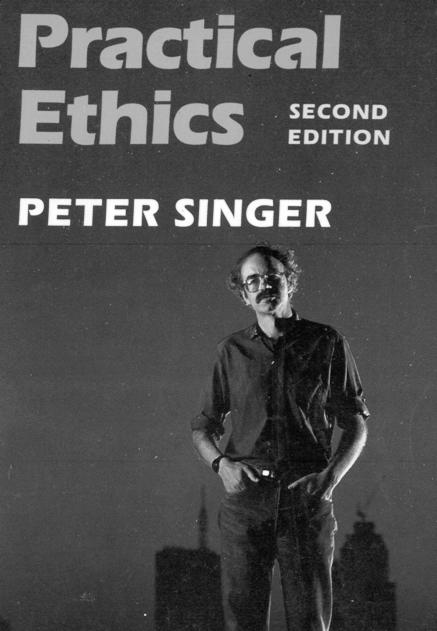 Practical
Ethics
SECOND
EDITION
PETER SINGER